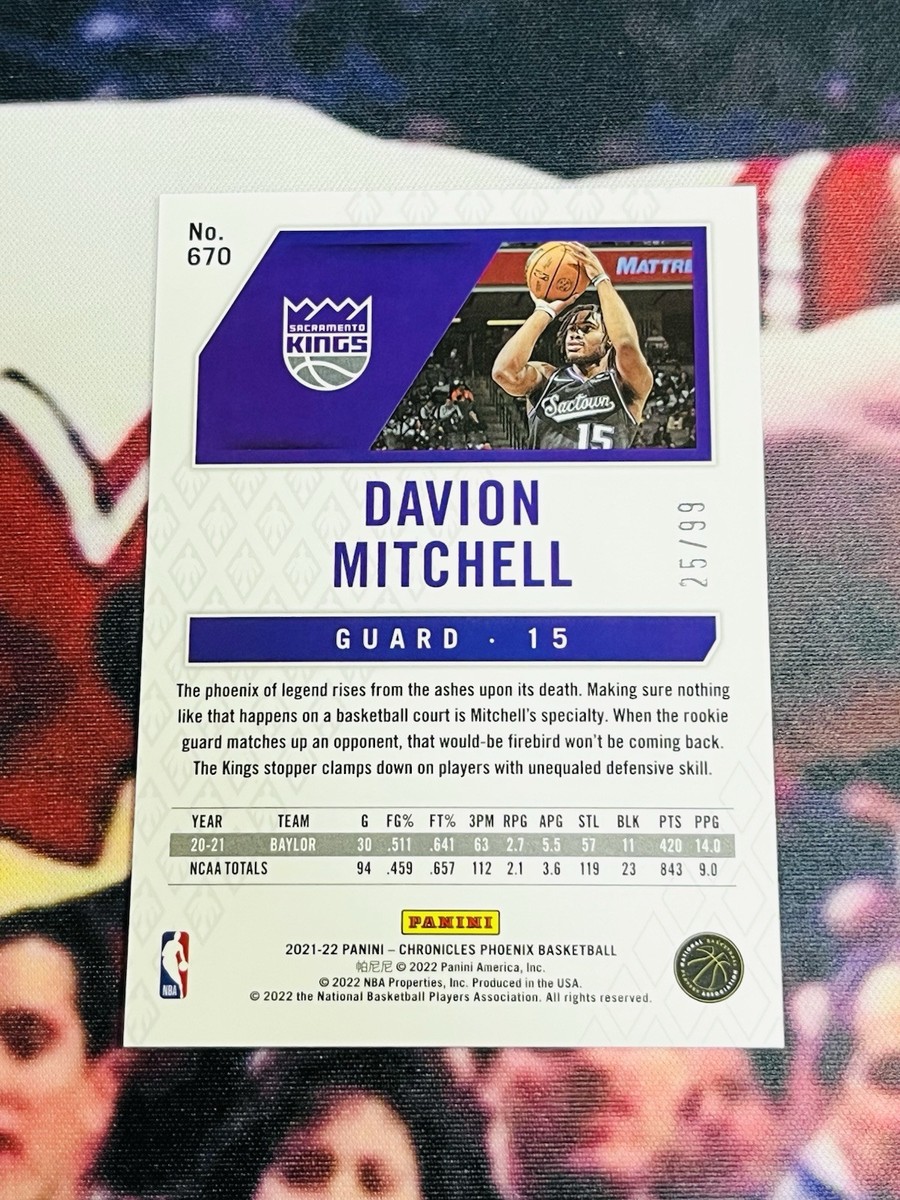 No.
670
SACRAMENTO
KINGS
MATTRE
Sactown
15
DAVION
MITCHELL
25/99
GUARD · 15
The phoenix of legend rises from the ashes upon its death. Making sure nothing
like that happens on a basketball court is Mitchell's specialty. When the rookie
guard matches up an opponent, that would-be firebird won't be coming back.
The Kings stopper clamps down on players with unequaled defensive skill.
YEAR TEAM G FG% FT% 3PM RPG APG STL BLK PTS PPG
20-21 BAYLOR 30 .511 .641 63 2.7 5.5 57 11 420 14.0
NCAA TOTALS 94 .459 .657 112 2.1 3.6 119 23 843 9.0
PANINI
2021-22 PANINI – CHRONICLES PHOENIX BASKETBALL
帕尼尼 © 2022 Panini America, Inc.
© 2022 NBA Properties, Inc. Produced in the USA.
© 2022 the National Basketball Players Association. All rights reserved.
NBA
NATIONAL BASKETBALL PLAYERS ASSOCIATION